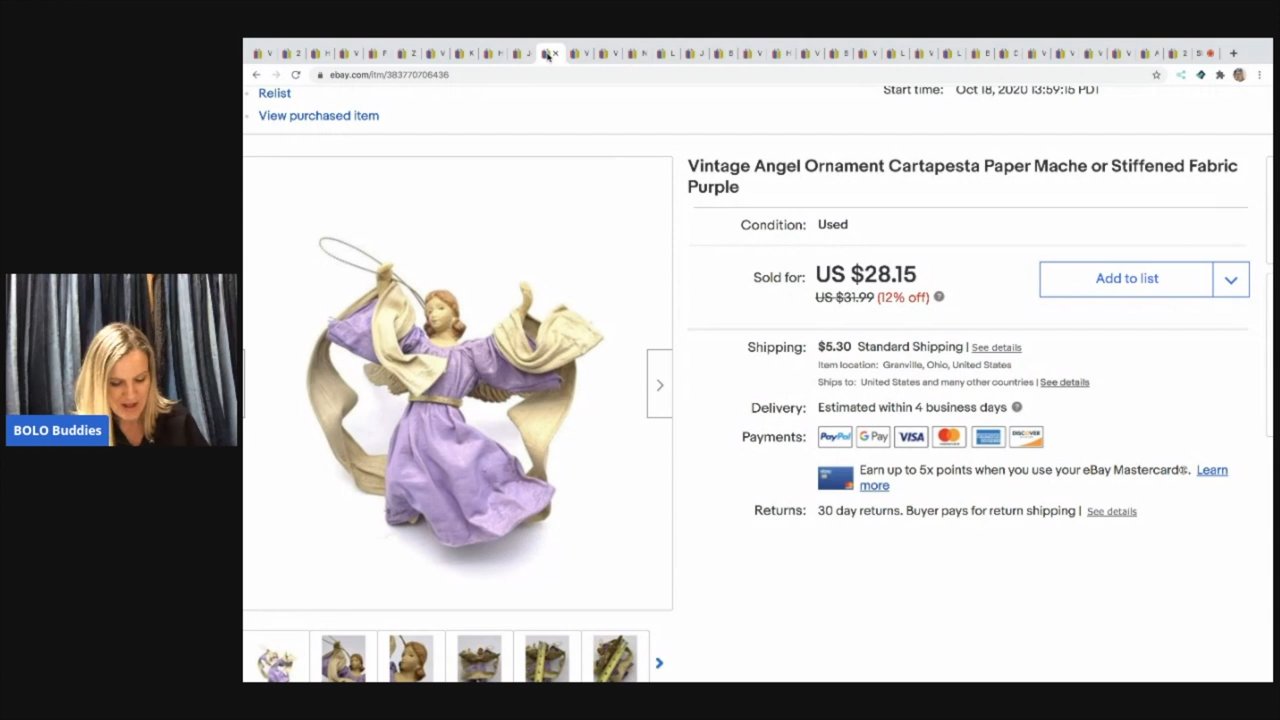 ebay.com/itm/383770706436
Relist
View purchased item
Start time: Oct 18, 2020 13:59:15 PDT
Vintage Angel Ornament Cartapesta Paper Mache or Stiffened Fabric
Purple
Condition: Used
Sold for: US $28.15
US $31.99 (12% off)
Add to list
Shipping: $5.30 Standard Shipping | See details
Item location: Granville, Ohio, United States
Ships to: United States and many other countries | See details
Delivery: Estimated within 4 business days
Payments: PayPal G Pay VISA MasterCard DISCOVER
Earn up to 5x points when you use your eBay Mastercard®. Learn
more
Returns: 30 day returns. Buyer pays for return shipping | See details
BOLO Buddies